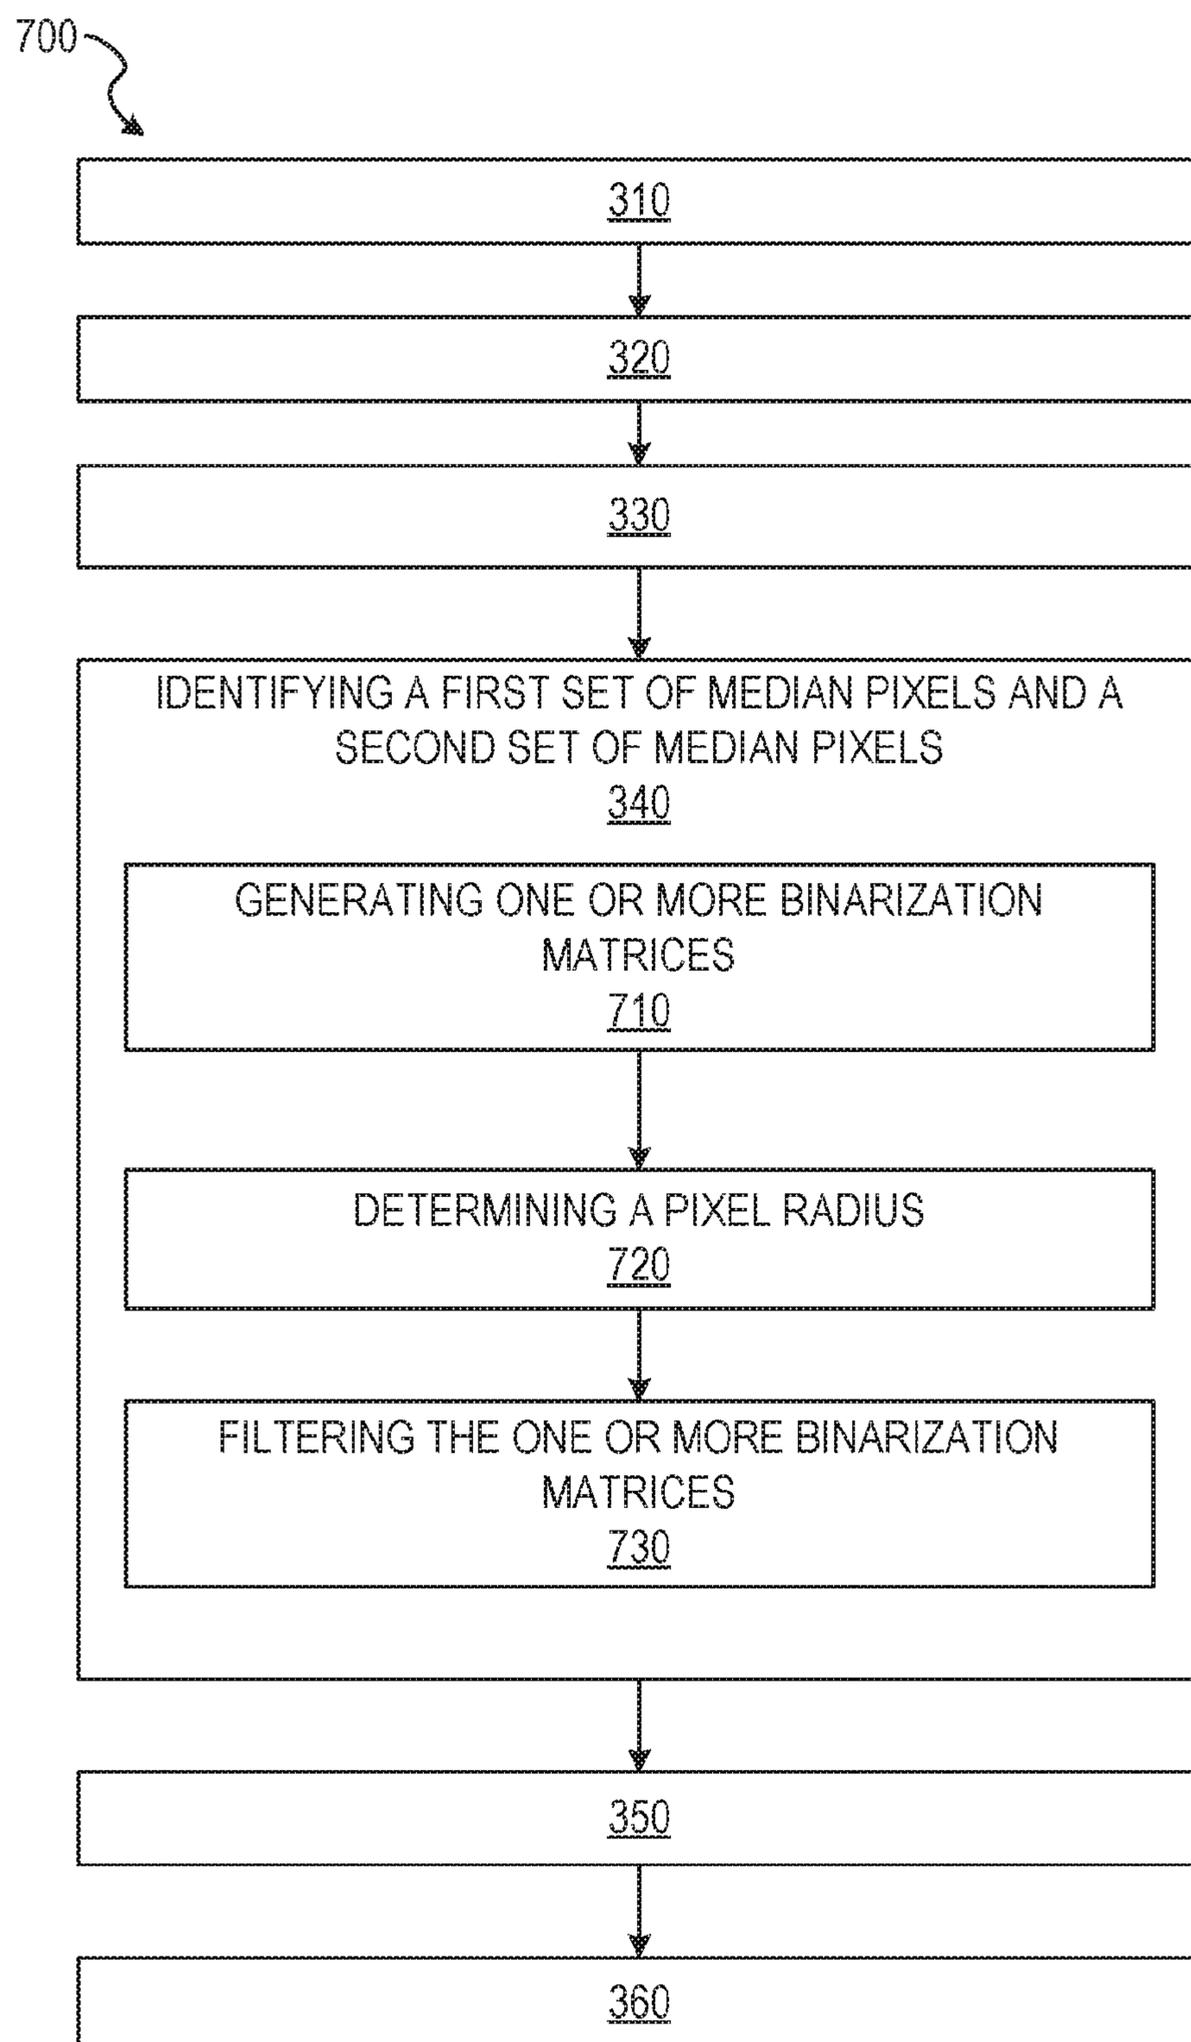 700
310
320
330
IDENTIFYING A FIRST SET OF MEDIAN PIXELS AND A
SECOND SET OF MEDIAN PIXELS
340
GENERATING ONE OR MORE BINARIZATION
MATRICES
710
DETERMINING A PIXEL RADIUS
720
FILTERING THE ONE OR MORE BINARIZATION
MATRICES
730
350
360